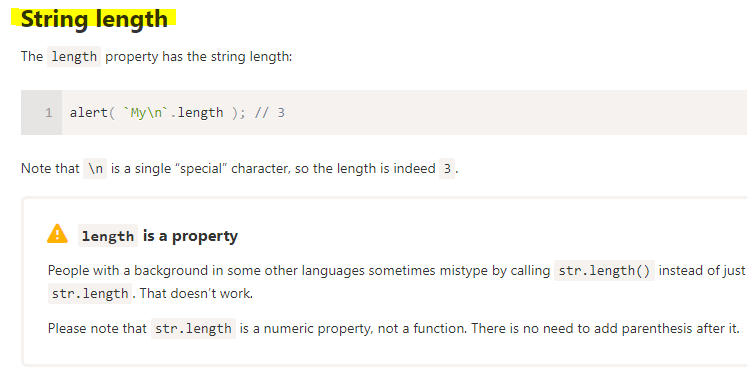 String length
The length property has the string length:
1 alert( `My\n`.length ); // 3
Note that \n is a single “special” character, so the length is indeed 3.
length is a property
People with a background in some other languages sometimes mistype by calling str.length() instead of just
str.length. That doesn’t work.
Please note that str.length is a numeric property, not a function. There is no need to add parenthesis after it.